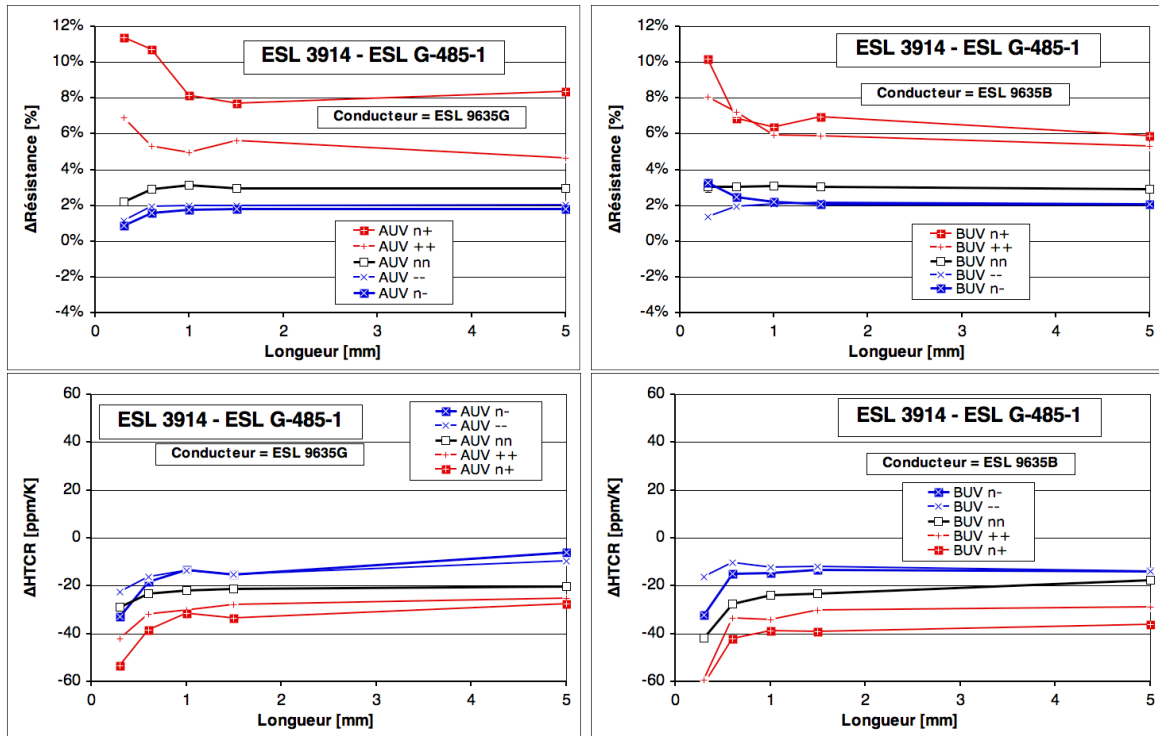 12%
10%
8%
6%
4%
2%
0%
-2%
-4%
ΔRésistance [%]
ESL 3914 - ESL G-485-1
Conducteur = ESL 9635G
AUV n+
AUV ++
AUV nn
AUV --
AUV n-
0 1 2 3 4 5
Longueur [mm]
12%
10%
8%
6%
4%
2%
0%
-2%
-4%
ΔRésistance [%]
ESL 3914 - ESL G-485-1
Conducteur = ESL 9635B
BUV n+
BUV ++
BUV nn
BUV --
BUV n-
0 1 2 3 4 5
Longueur [mm]
60
40
20
0
-20
-40
-60
ΔHTCR [ppm/K]
ESL 3914 - ESL G-485-1
Conducteur = ESL 9635G
AUV n-
AUV --
AUV nn
AUV ++
AUV n+
0 1 2 3 4 5
Longueur [mm]
60
40
20
0
-20
-40
-60
ΔHTCR [ppm/K]
ESL 3914 - ESL G-485-1
Conducteur = ESL 9635B
BUV n-
BUV --
BUV nn
BUV ++
BUV n+
0 1 2 3 4 5
Longueur [mm]